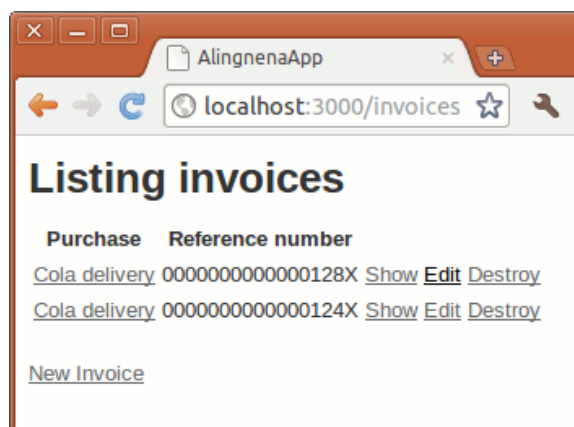 AlingnenaApp
localhost:3000/invoices
Listing invoices
Purchase Reference number
Cola delivery 0000000000000128X Show Edit Destroy
Cola delivery 0000000000000124X Show Edit Destroy
New Invoice